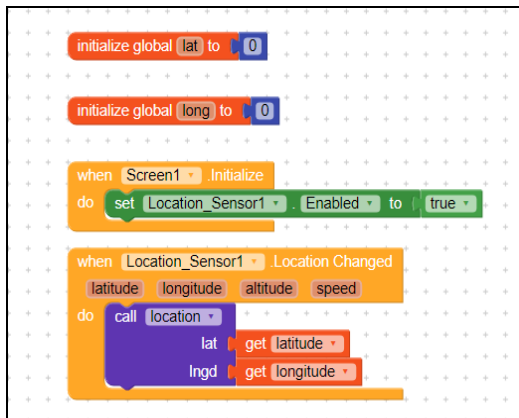 initialize global lat to 0
initialize global long to 0
when Screen1 .Initialize
do set Location_Sensor1 . Enabled to true
when Location_Sensor1 .Location Changed
latitude longitude altitude speed
do call location
lat get latitude
lngd get longitude